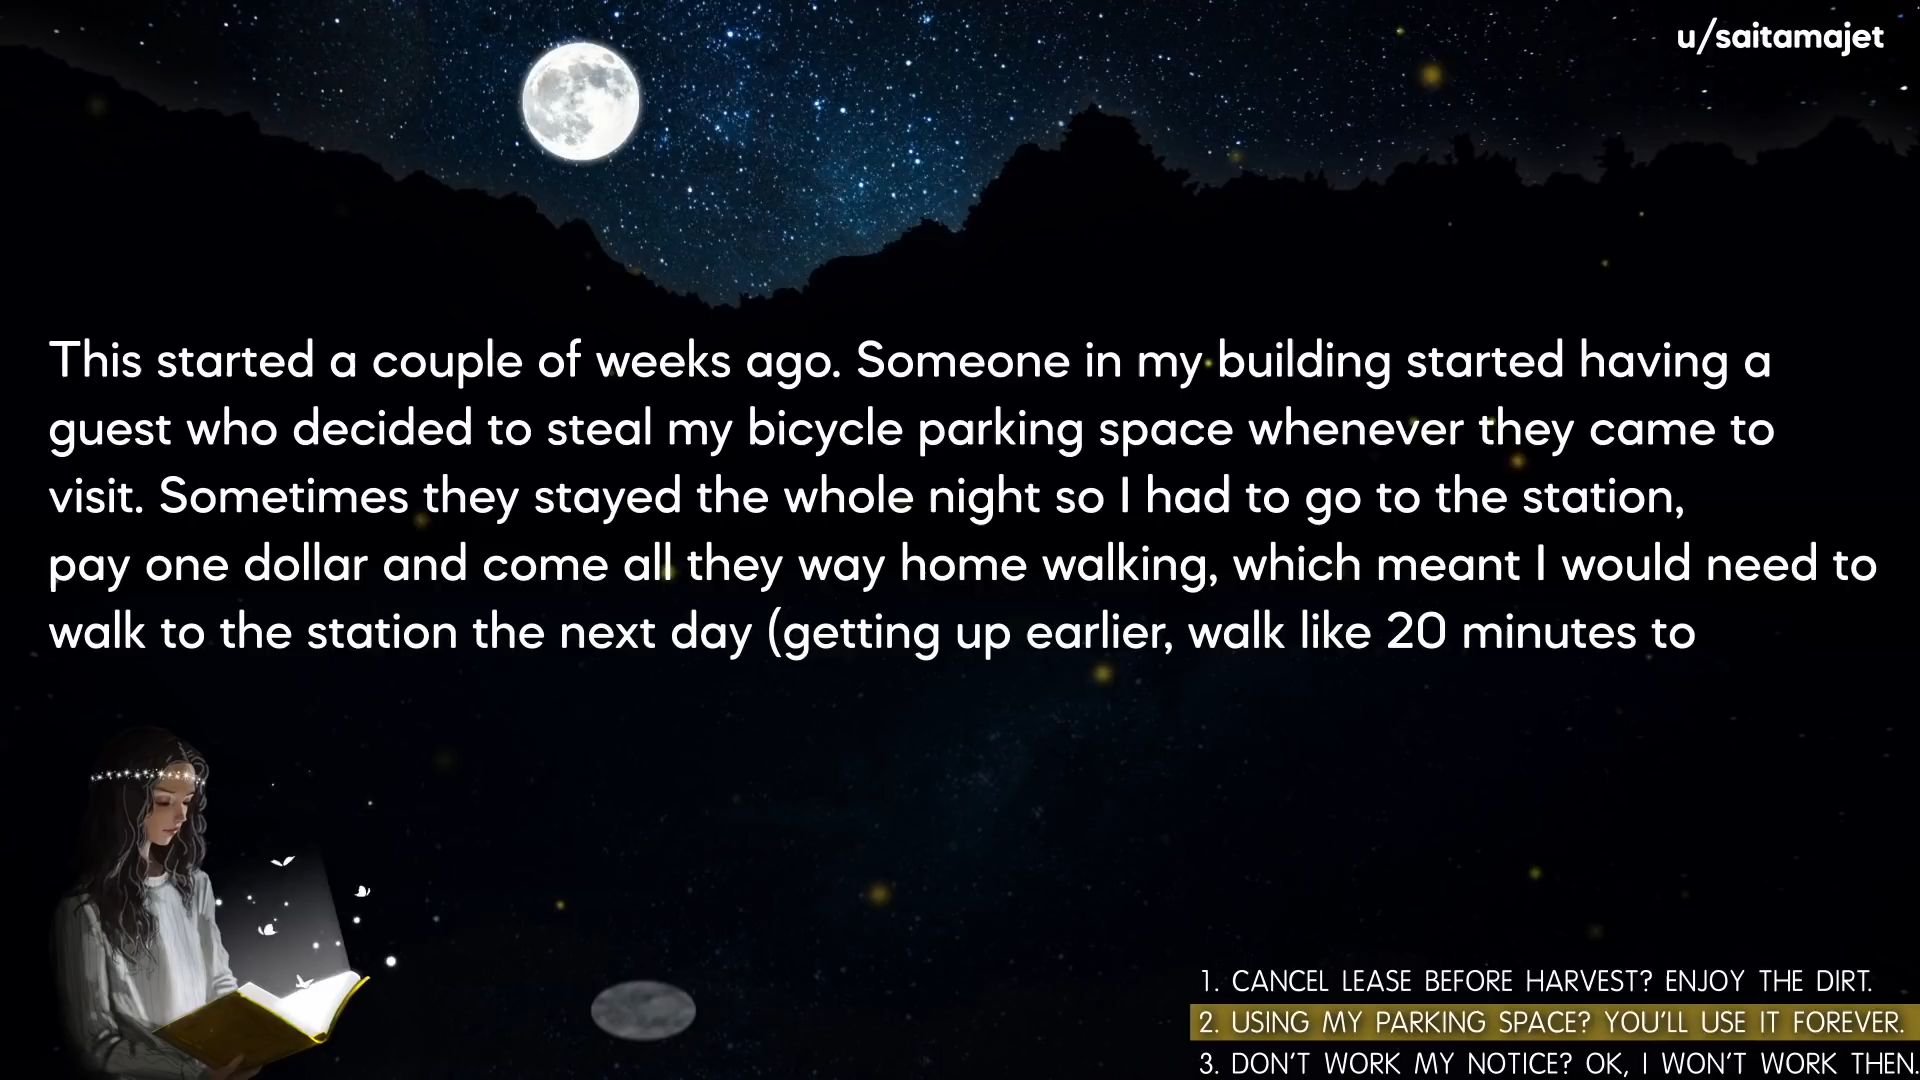 u/saitamajet
This started a couple of weeks ago. Someone in my building started having a
guest who decided to steal my bicycle parking space whenever they came to
visit. Sometimes they stayed the whole night so I had to go to the station,
pay one dollar and come all they way home walking, which meant I would need to
walk to the station the next day (getting up earlier, walk like 20 minutes to
1. CANCEL LEASE BEFORE HARVEST? ENJOY THE DIRT.
2. USING MY PARKING SPACE? YOU'LL USE IT FOREVER.
3. DON'T WORK MY NOTICE? OK, I WON'T WORK THEN.